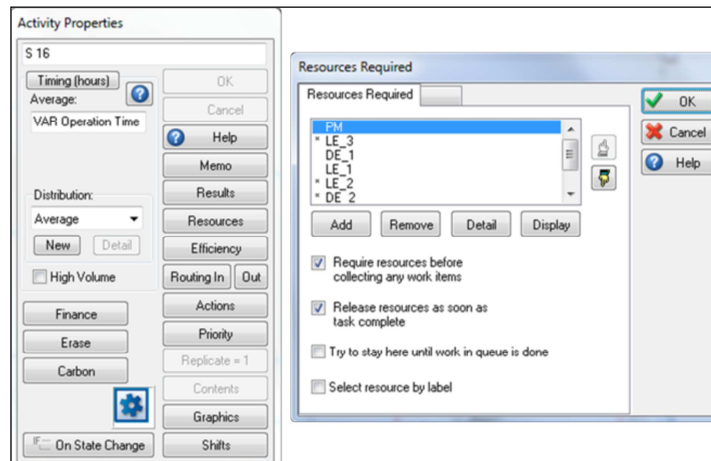 Activity Properties
S 16
Timing (hours)
Average:
VAR Operation Time
Distribution:
Average
New
Detail
High Volume
Finance
Erase
Carbon
IF
On State Change
OK
Cancel
Help
Memo
Results
Resources
Efficiency
Routing In
Out
Actions
Priority
Replicate = 1
Contents
Graphics
Shifts
Resources Required
Resources Required
PM
* LE_3
DE_1
LE_1
* LE_2
* DE_2
Add
Remove
Detail
Display
Require resources before
collecting any work items
Release resources as soon as
task complete
Try to stay here until work in queue is done
Select resource by label
OK
Cancel
Help